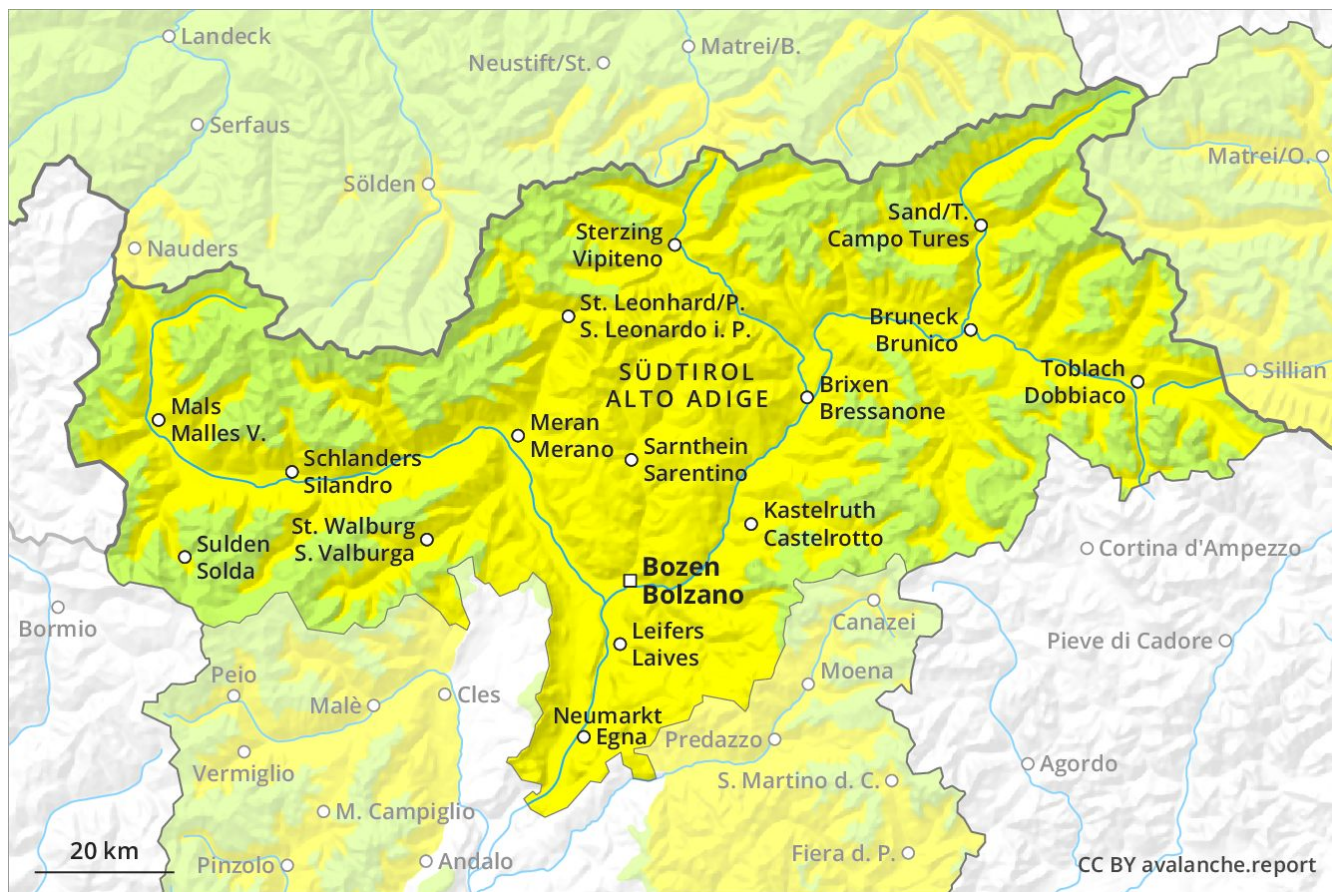 Landeck
Matrei/B.
Neustift/St.
Serfaus
Matrei/O.
Sölden
Sand/T.
Campo Tures
Sterzing
Vipiteno
Nauders
St. Leonhard/P.
S. Leonardo i. P.
Bruneck
Brunico
SÜDTIROL
ALTO ADIGE
Toblach
Dobbiaco
Sillian
Brixen
Bressanone
Mals
Malles V.
Meran
Merano
Sarnthein
Sarentino
Schlanders
Silandro
Kastelruth
Castelrotto
St. Walburg
S. Valburga
Sulden
Solda
Cortina d'Ampezzo
Bozen
Bolzano
Bormio
Canazei
Leifers
Laives
Pieve di Cadore
Peio
Moena
Malè
Cles
Neumarkt
Egna
Predazzo
Vermiglio
Agordo
S. Martino d. C.
M. Campiglio
20 km
Fiera d. P.
Pinzolo
Andalo
CC BY avalanche.report